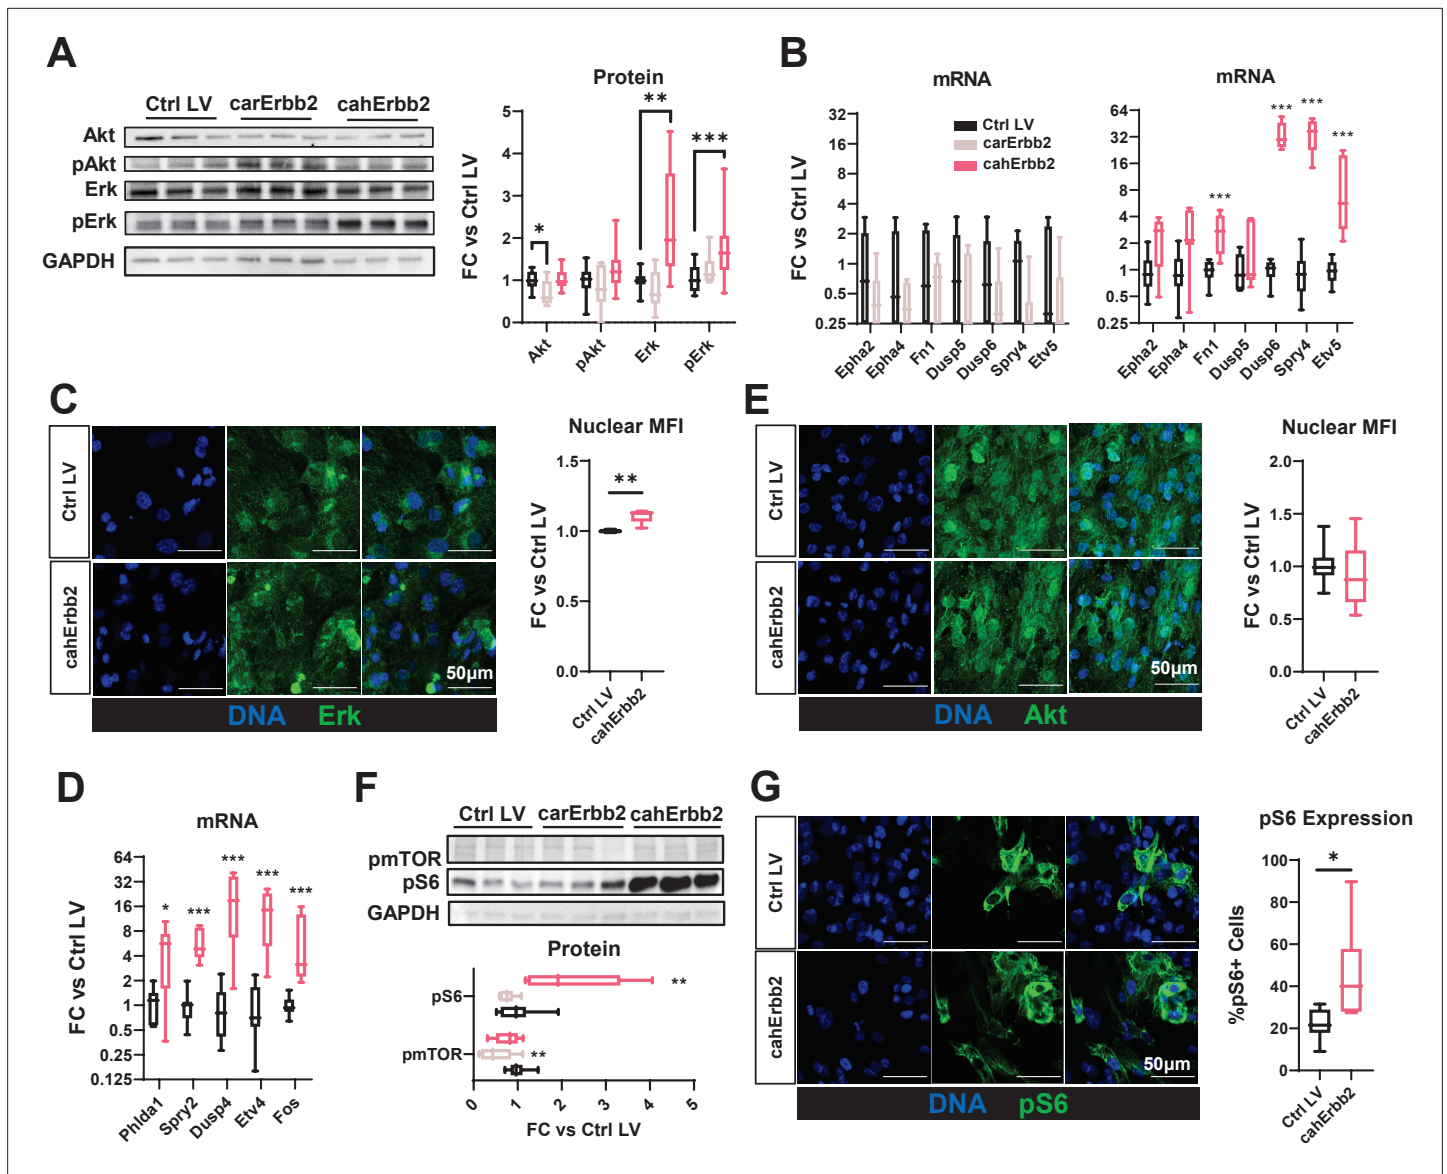 A
Ctrl LV carErbb2 cahErbb2
Akt
pAkt
Erk
pErk
GAPDH
Protein
FC vs Ctrl LV
5
4
3
2
1
0
* ** ***
Akt pAkt Erk pErk
B
mRNA
FC vs Ctrl LV
32
16
8
4
2
1
0.5
0.25
Ctrl LV
carErbb2
cahErbb2
Epha2 Epha4 Fn1 Dusp5 Dusp6 Spry4 Etv5
mRNA
64
32
16
8
4
2
1
0.5
0.25
*** *** *** ***
Epha2 Epha4 Fn1 Dusp5 Dusp6 Spry4 Etv5
C
Ctrl LV
cahErbb2
50µm
DNA Erk
Nuclear MFI
FC vs Ctrl LV
1.5
1.0
0.5
0.0
**
Ctrl LV cahErbb2
E
Ctrl LV
cahErbb2
50µm
DNA Akt
Nuclear MFI
FC vs Ctrl LV
2.0
1.5
1.0
0.5
0.0
Ctrl LV cahErbb2
D
mRNA
FC vs Ctrl LV
64
32
16
8
4
2
1
0.5
0.25
0.125
* *** *** *** ***
Phlda1 Spry2 Dusp4 Etv4 Fos
F
Ctrl LV carErbb2 cahErbb2
pmTOR
pS6
GAPDH
Protein
pS6
**
pmTOR
**
0 1 2 3 4 5
FC vs Ctrl LV
G
Ctrl LV
cahErbb2
50µm
DNA pS6
pS6 Expression
%pS6+ Cells
100
80
60
40
20
0
*
Ctrl LV cahErbb2